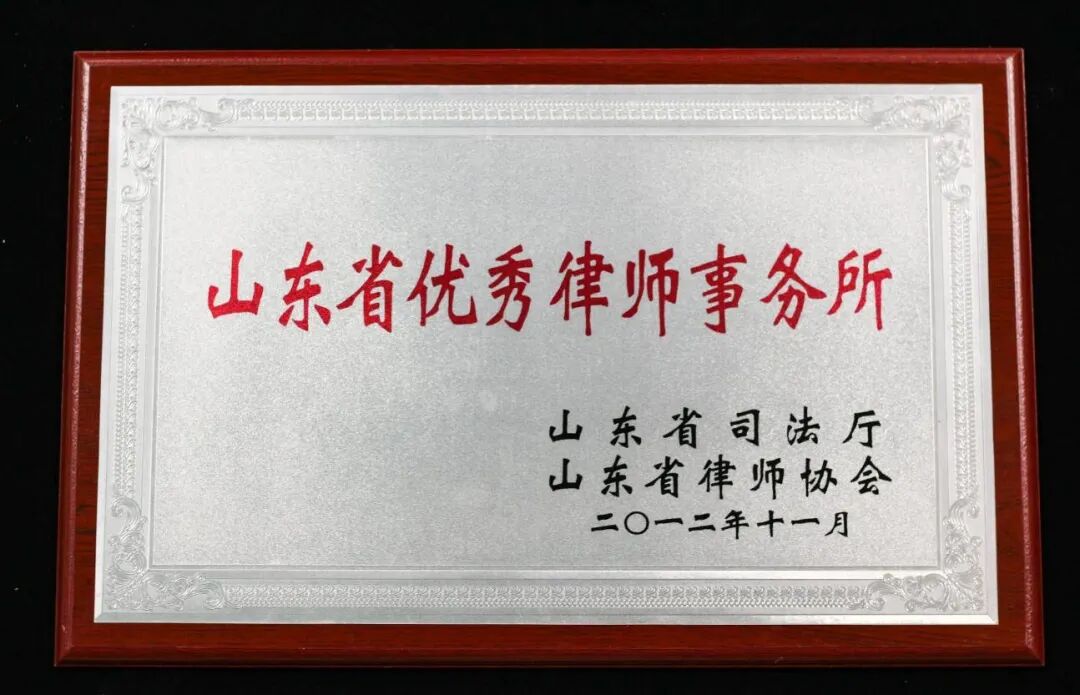 山东省优秀律师事务所
山东省司法厅
山东省律师协会
二〇一二年十一月